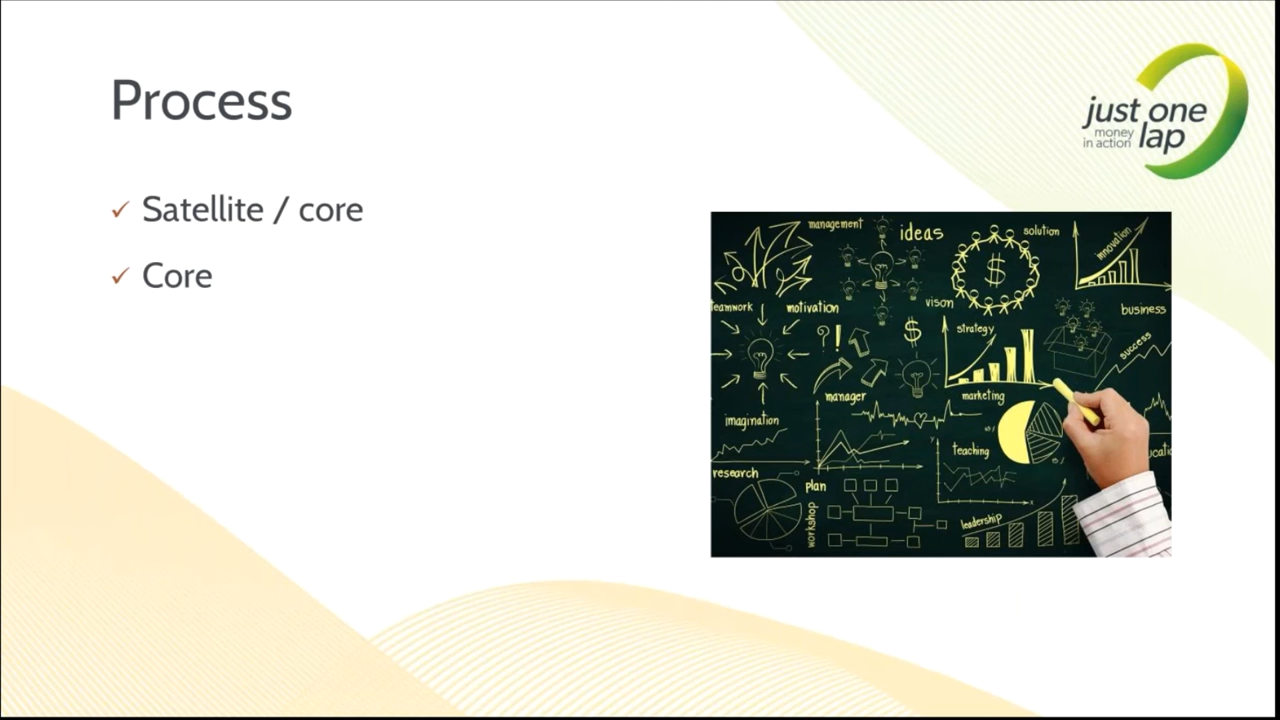 Process
just one
money
in action
lap
Satellite / core
Core
management
ideas
solution
innovation
teamwork
motivation
vison
business
?!
$
$
strategy
success
manager
marketing
imagination
teaching
research
plan
workshop
leadership